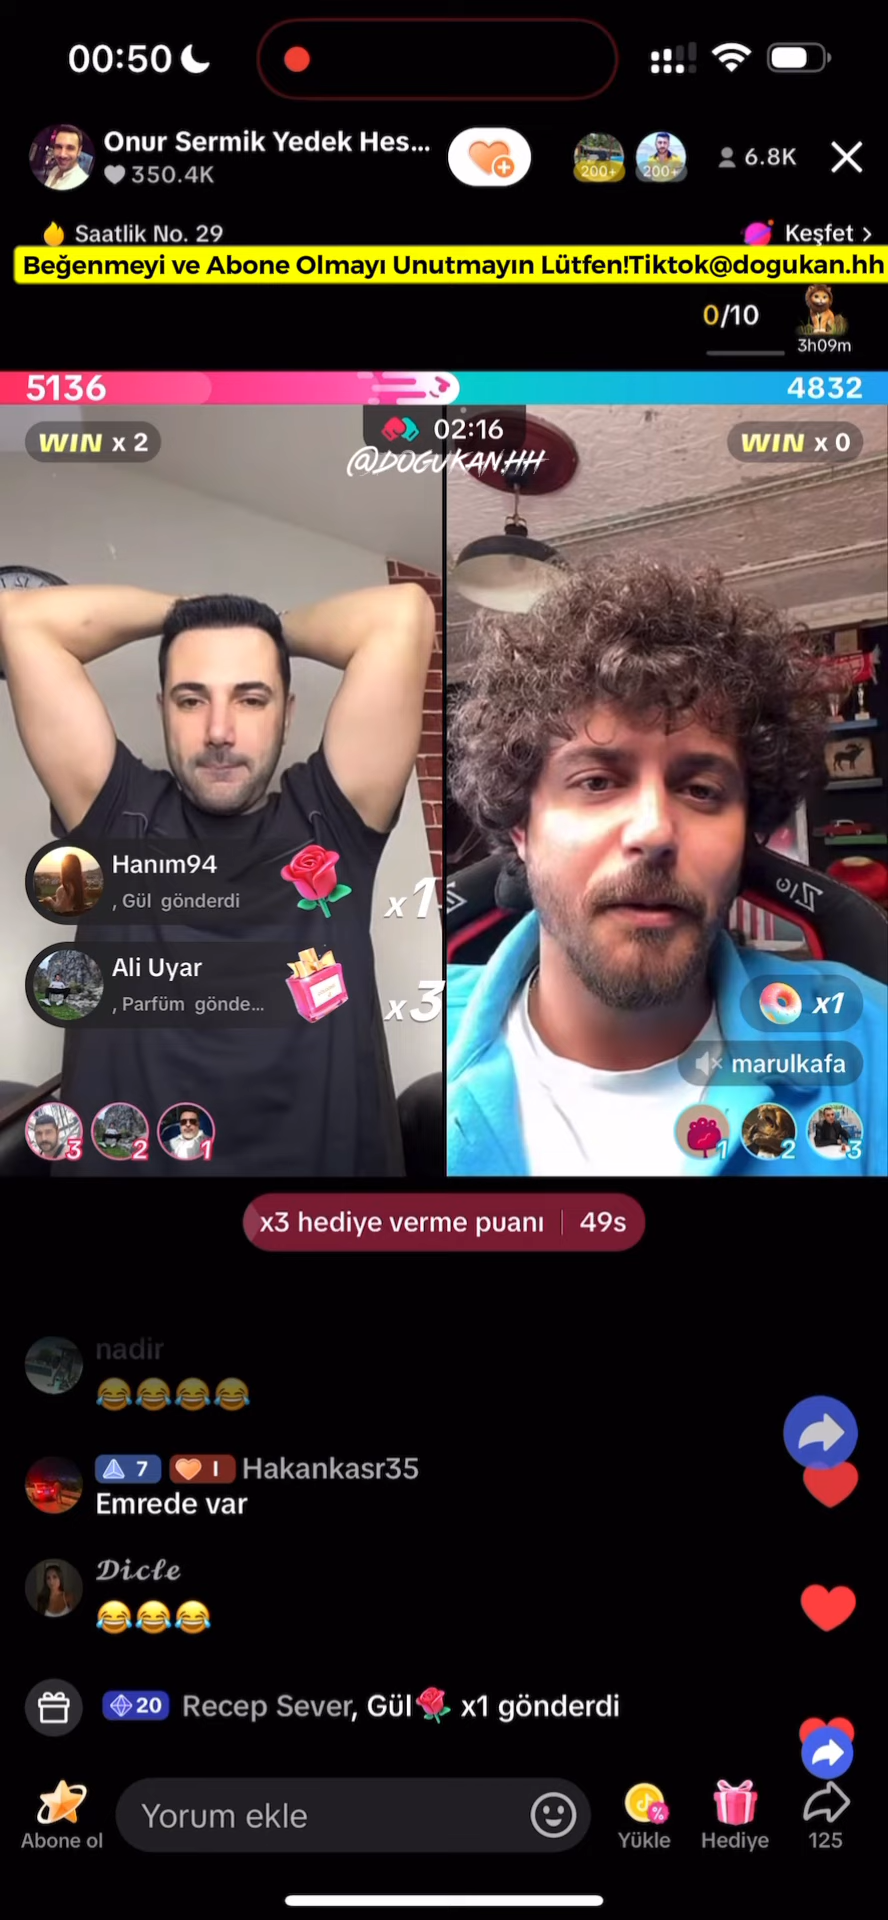 00:50
Onur Sermik Yedek Hes...
350.4K
200+
200+
6.8K
Saatlik No. 29
Keşfet >
Beğenmeyi ve Abone Olmayı Unutmayın Lütfen!Tiktok@dogukan.hh
0/10
3h09m
5136
4832
WIN x 2
02:16
WIN x 0
@DOGUKAN.HH
Hanım94
, Gül gönderdi
x1
Ali Uyar
, Parfüm gönde...
x3
x1
marulkafa
3
2
1
1
2
3
x3 hediye verme puanı | 49s
nadir
😂😂😂😂
7 I Hakankasr35
Emrede var
𝓓𝓲𝓬𝓵𝓮
😂😂😂
20 Recep Sever, Gül🌹 x1 gönderdi
Abone ol
Yorum ekle
Yükle
Hediye
125